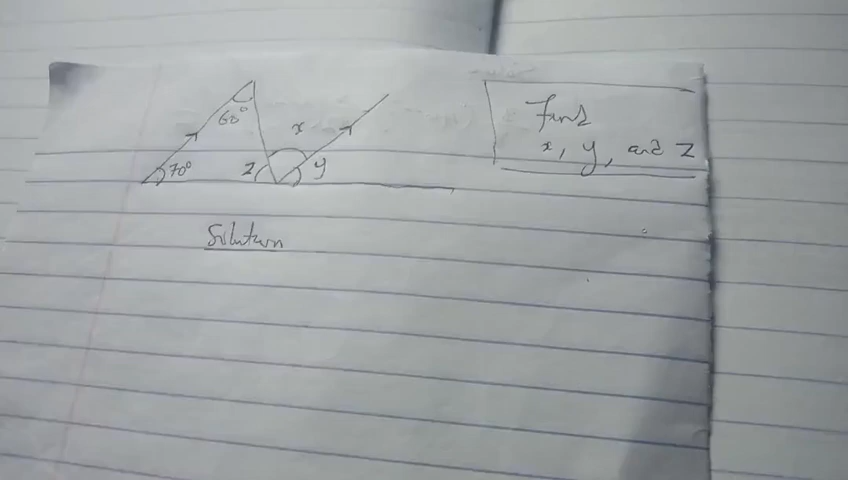 60°
x
70°
z
y
Find
x, y, and z
Solution